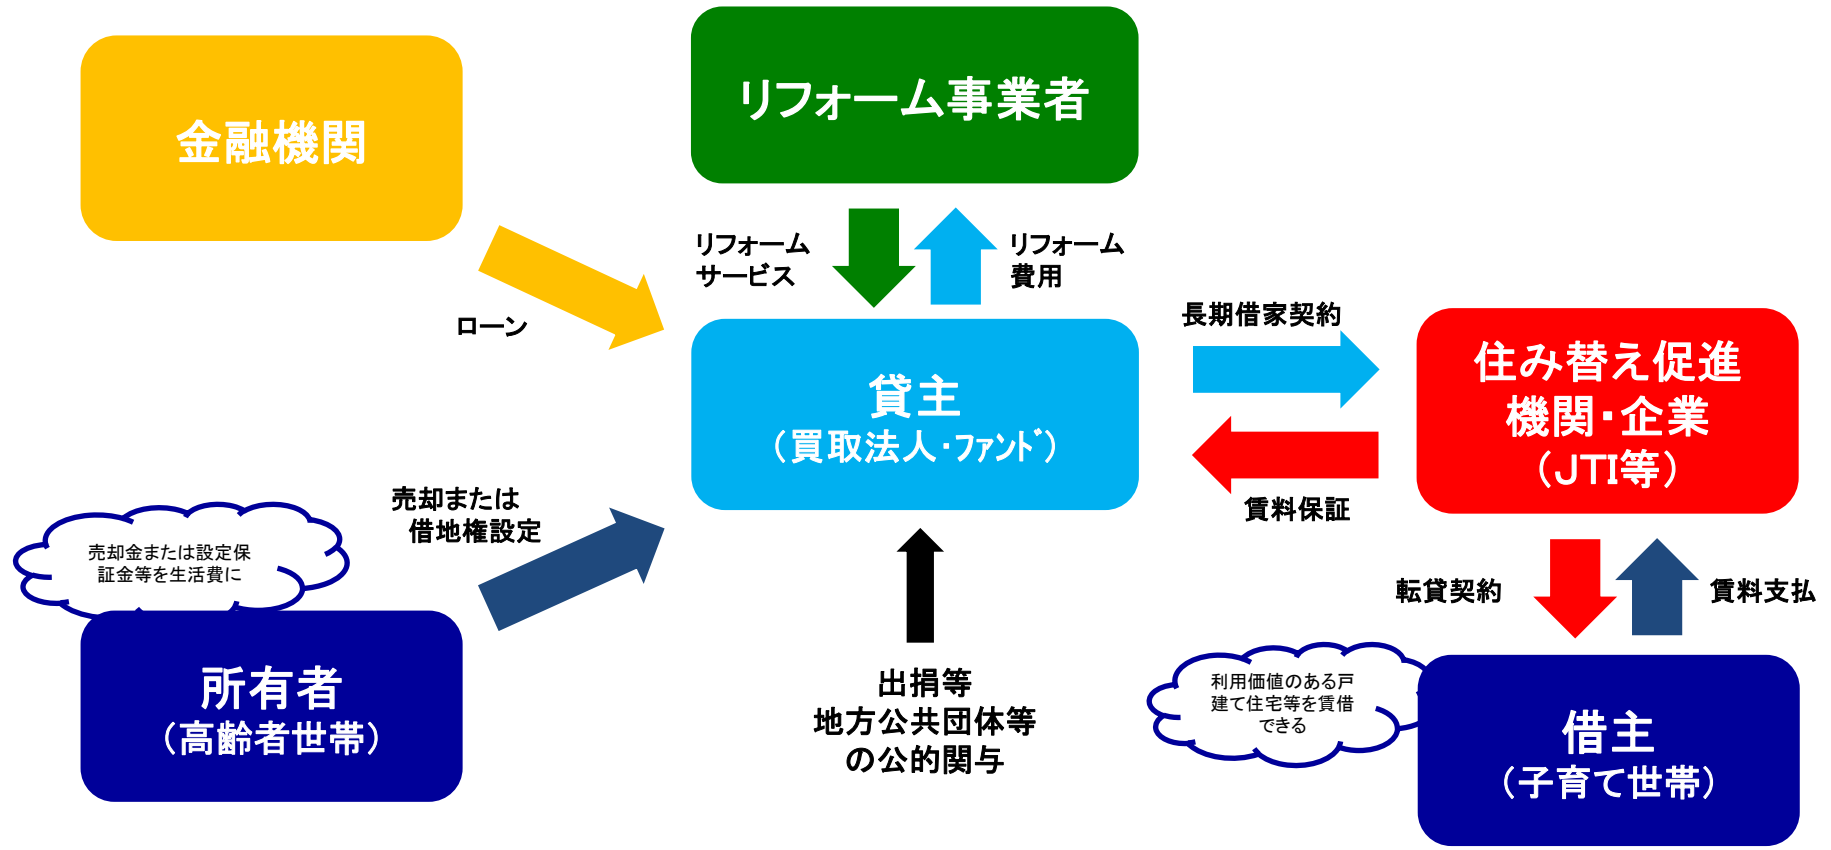 金融機関
リフォーム事業者
リフォーム
サービス
リフォーム
費用
ローン
貸主
（買取法人・ファンド）
長期借家契約
賃料保証
住み替え促進
機関・企業
（JTI等）
売却または
借地権設定
売却金または設定保
証金等を生活費に
所有者
（高齢者世帯）
出捐等
地方公共団体等
の公的関与
転貸契約
賃料支払
利用価値のある戸
建て住宅等を賃借
できる
借主
（子育て世帯）